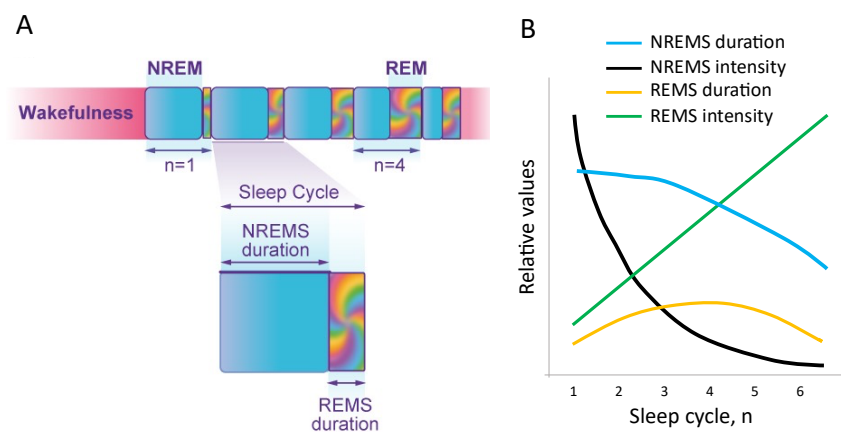 A
NREM
REM
Wakefulness
n=1
n=4
Sleep Cycle
NREMS
duration
REMS
duration
B
NREMS duration
NREMS intensity
REMS duration
REMS intensity
Relative values
1 2 3 4 5 6
Sleep cycle, n